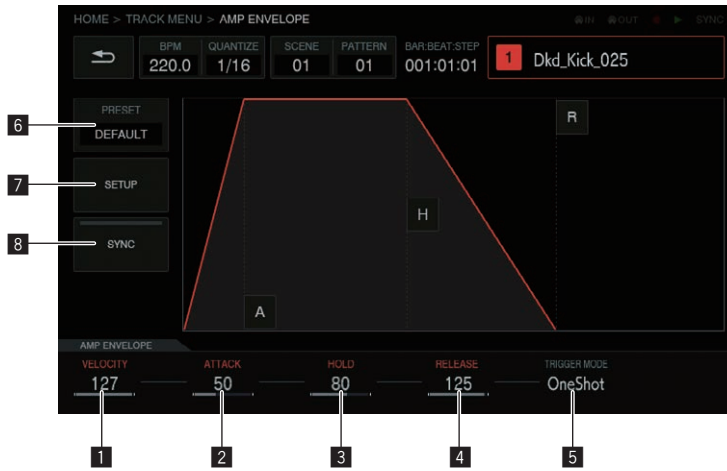 HOME > TRACK MENU > AMP ENVELOPE
IN OUT SYNC
BPM QUANTIZE SCENE PATTERN BAR:BEAT:STEP
220.0 1/16 01 01 001:01:01 1 Dkd_Kick_025
PRESET
DEFAULT
6
SETUP
7
SYNC
8
R
H
A
AMP ENVELOPE
VELOCITY ATTACK HOLD RELEASE TRIGGER MODE
127 50 80 125 OneShot
1 2 3 4 5